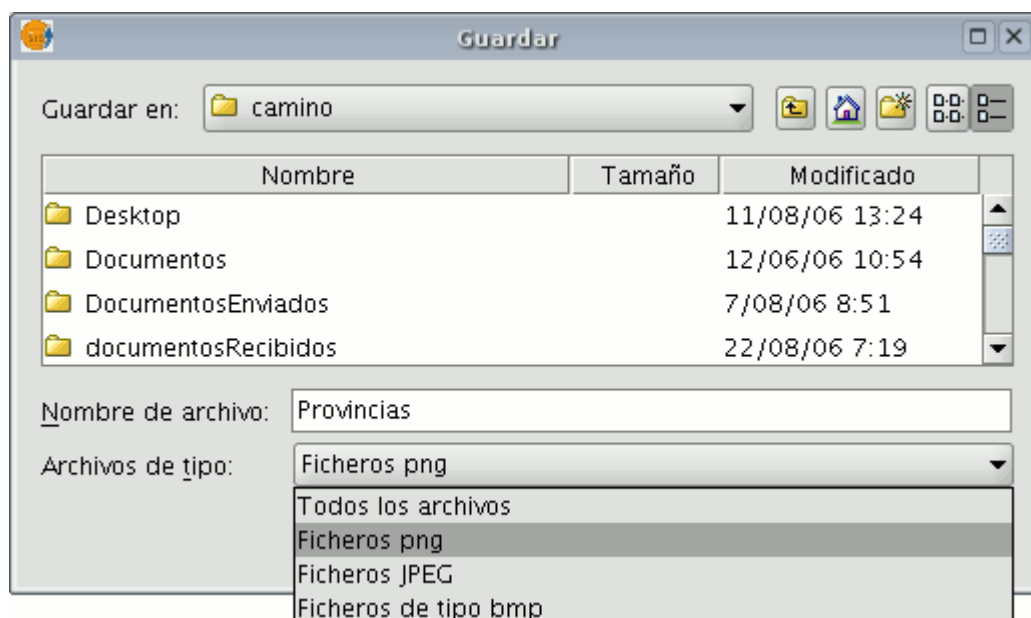 Guardar
Guardar en: camino
Nombre Tamaño Modificado
Desktop 11/08/06 13:24
Documentos 12/06/06 10:54
DocumentosEnviados 7/08/06 8:51
documentosRecibidos 22/08/06 7:19
Nombre de archivo: Provincias
Archivos de tipo: Ficheros png
Todos los archivos
Ficheros png
Ficheros JPEG
Ficheros de tipo bmp